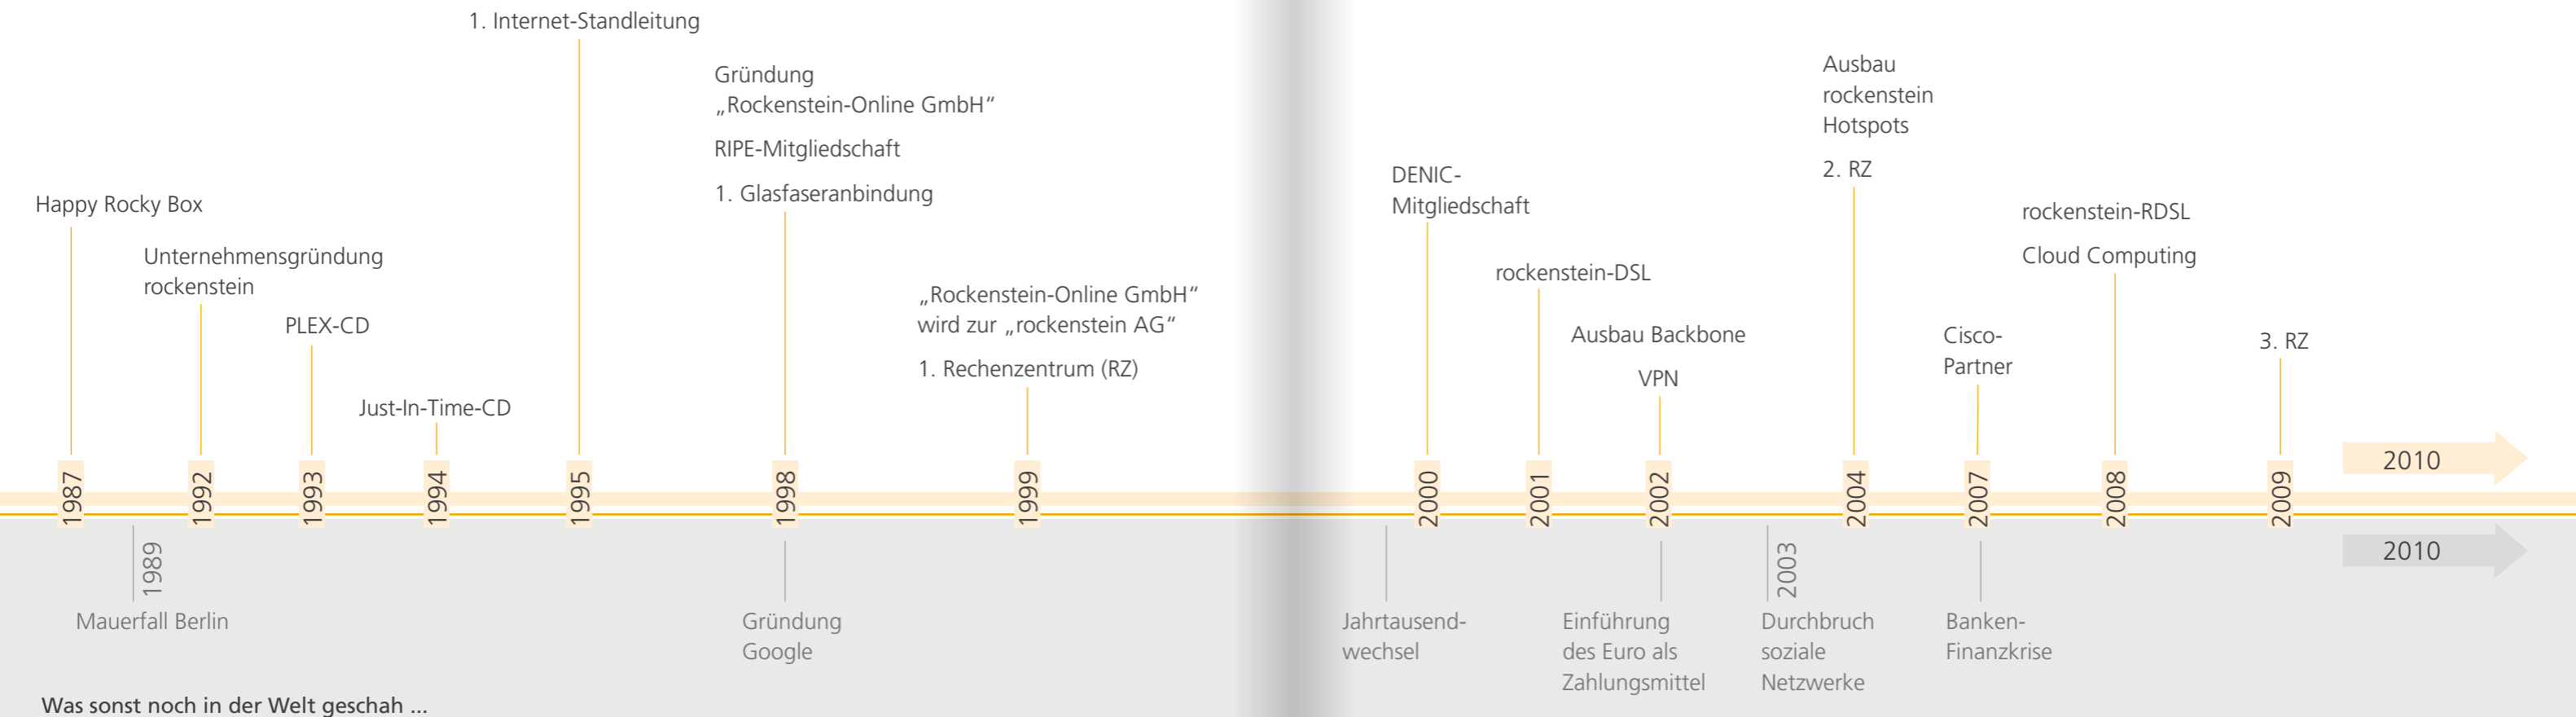 1. Internet-Standleitung
Gründung
„Rockenstein-Online GmbH“
RIPE-Mitgliedschaft
1. Glasfaseranbindung
Happy Rocky Box
Unternehmensgründung
rockenstein
PLEX-CD
Just-In-Time-CD
„Rockenstein-Online GmbH“
wird zur „rockenstein AG“
1. Rechenzentrum (RZ)
DENIC-
Mitgliedschaft
rockenstein-DSL
Ausbau Backbone
VPN
Ausbau
rockenstein
Hotspots
2. RZ
Cisco-
Partner
rockenstein-RDSL
Cloud Computing
3. RZ
1987
1992
1993
1994
1995
1998
1999
2000
2001
2002
2004
2007
2008
2009
2010
1989
Mauerfall Berlin
Gründung
Google
Jahrtausend-
wechsel
Einführung
des Euro als
Zahlungsmittel
2003
Durchbruch
soziale
Netzwerke
Banken-
Finanzkrise
2010
Was sonst noch in der Welt geschah ...